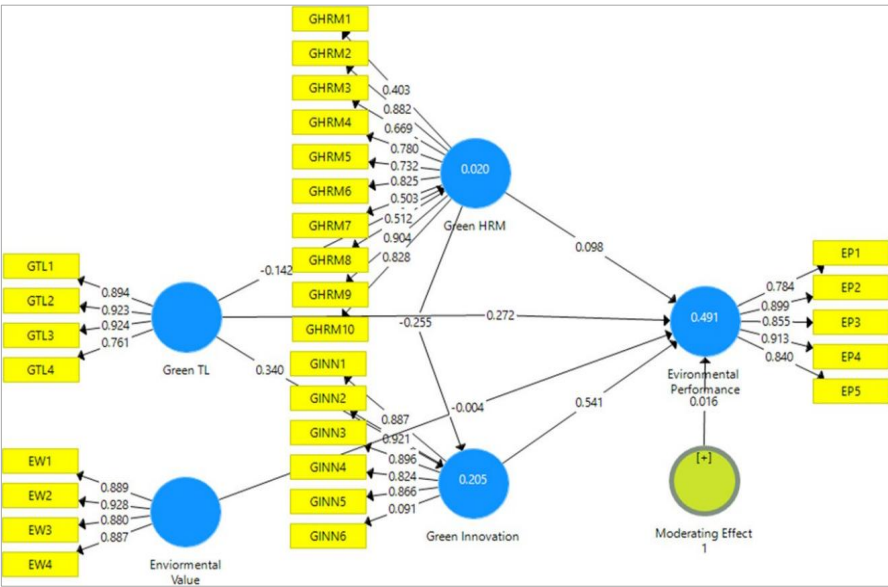 GHRM1
GHRM2
GHRM3
GHRM4
GHRM5
GHRM6
GHRM7
GHRM8
GHRM9
GHRM10
0.403
0.882
0.669
0.780
0.732
0.825
0.503
0.512
0.904
0.828
0.020
Green HRM
GTL1
GTL2
GTL3
GTL4
0.894
0.923
0.924
0.761
Green TL
-0.142
0.272
0.340
-0.255
0.098
0.491
Evironmental
Performance
0.784
0.899
0.855
0.913
0.840
EP1
EP2
EP3
EP4
EP5
GINN1
GINN2
GINN3
GINN4
GINN5
GINN6
0.887
0.921
0.896
0.824
0.866
0.091
0.205
Green Innovation
-0.004
0.541
0.016
[+]
Moderating Effect
1
EW1
EW2
EW3
EW4
0.889
0.928
0.880
0.887
Enviormental
Value